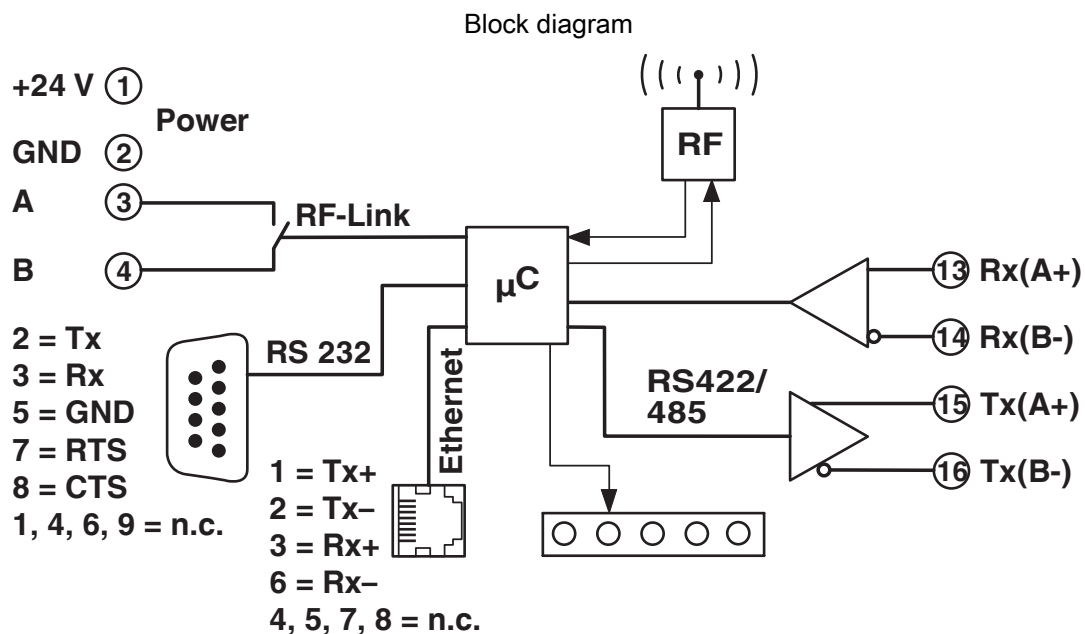 Block diagram
+24 V 1
Power
GND 2
A 3
RF-Link
B 4
RF
µC
13 Rx(A+)
14 Rx(B-)
RS422/
485
15 Tx(A+)
16 Tx(B-)
RS 232
2 = Tx
3 = Rx
5 = GND
7 = RTS
8 = CTS
1, 4, 6, 9 = n.c.
Ethernet
1 = Tx+
2 = Tx–
3 = Rx+
6 = Rx–
4, 5, 7, 8 = n.c.